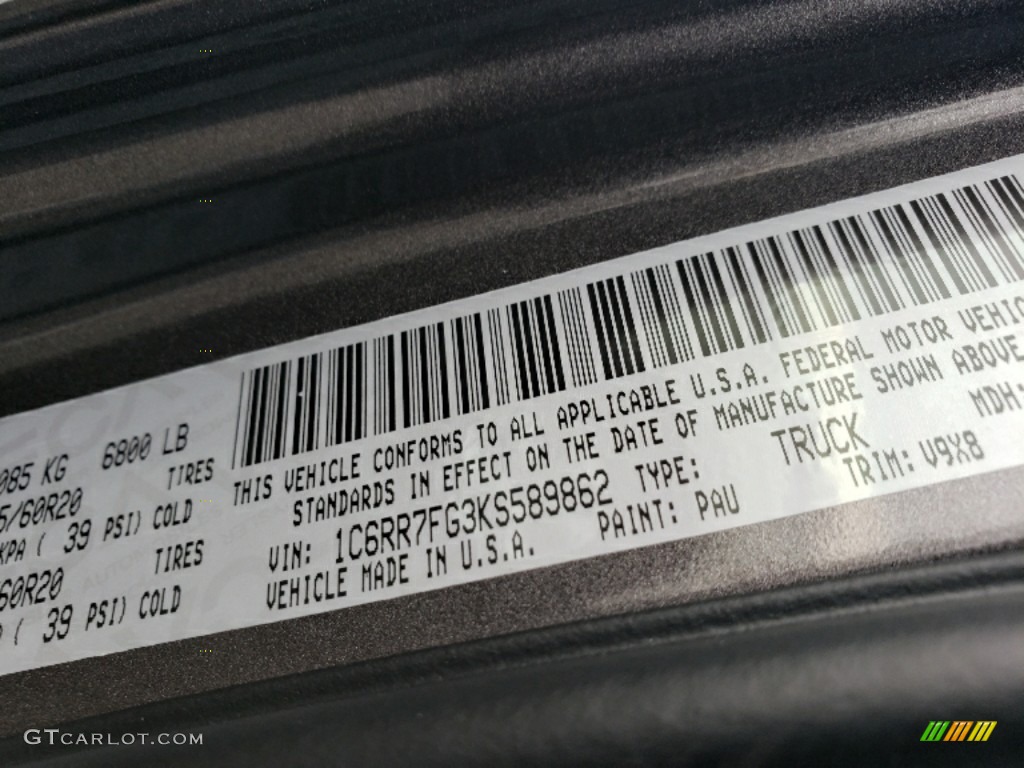 085 KG 6800 LB
5/60R20 TIRES
KPA ( 39 PSI) COLD
60R20 TIRES
( 39 PSI) COLD
THIS VEHICLE CONFORMS TO ALL APPLICABLE U.S.A. FEDERAL MOTOR VEHIC
STANDARDS IN EFFECT ON THE DATE OF MANUFACTURE SHOWN ABOVE
VIN: 1C6RR7FG3KS589862 TYPE: TRUCK MDH:
VEHICLE MADE IN U.S.A. PAINT: PAU TRIM: V9X8
GTCARLOT.COM